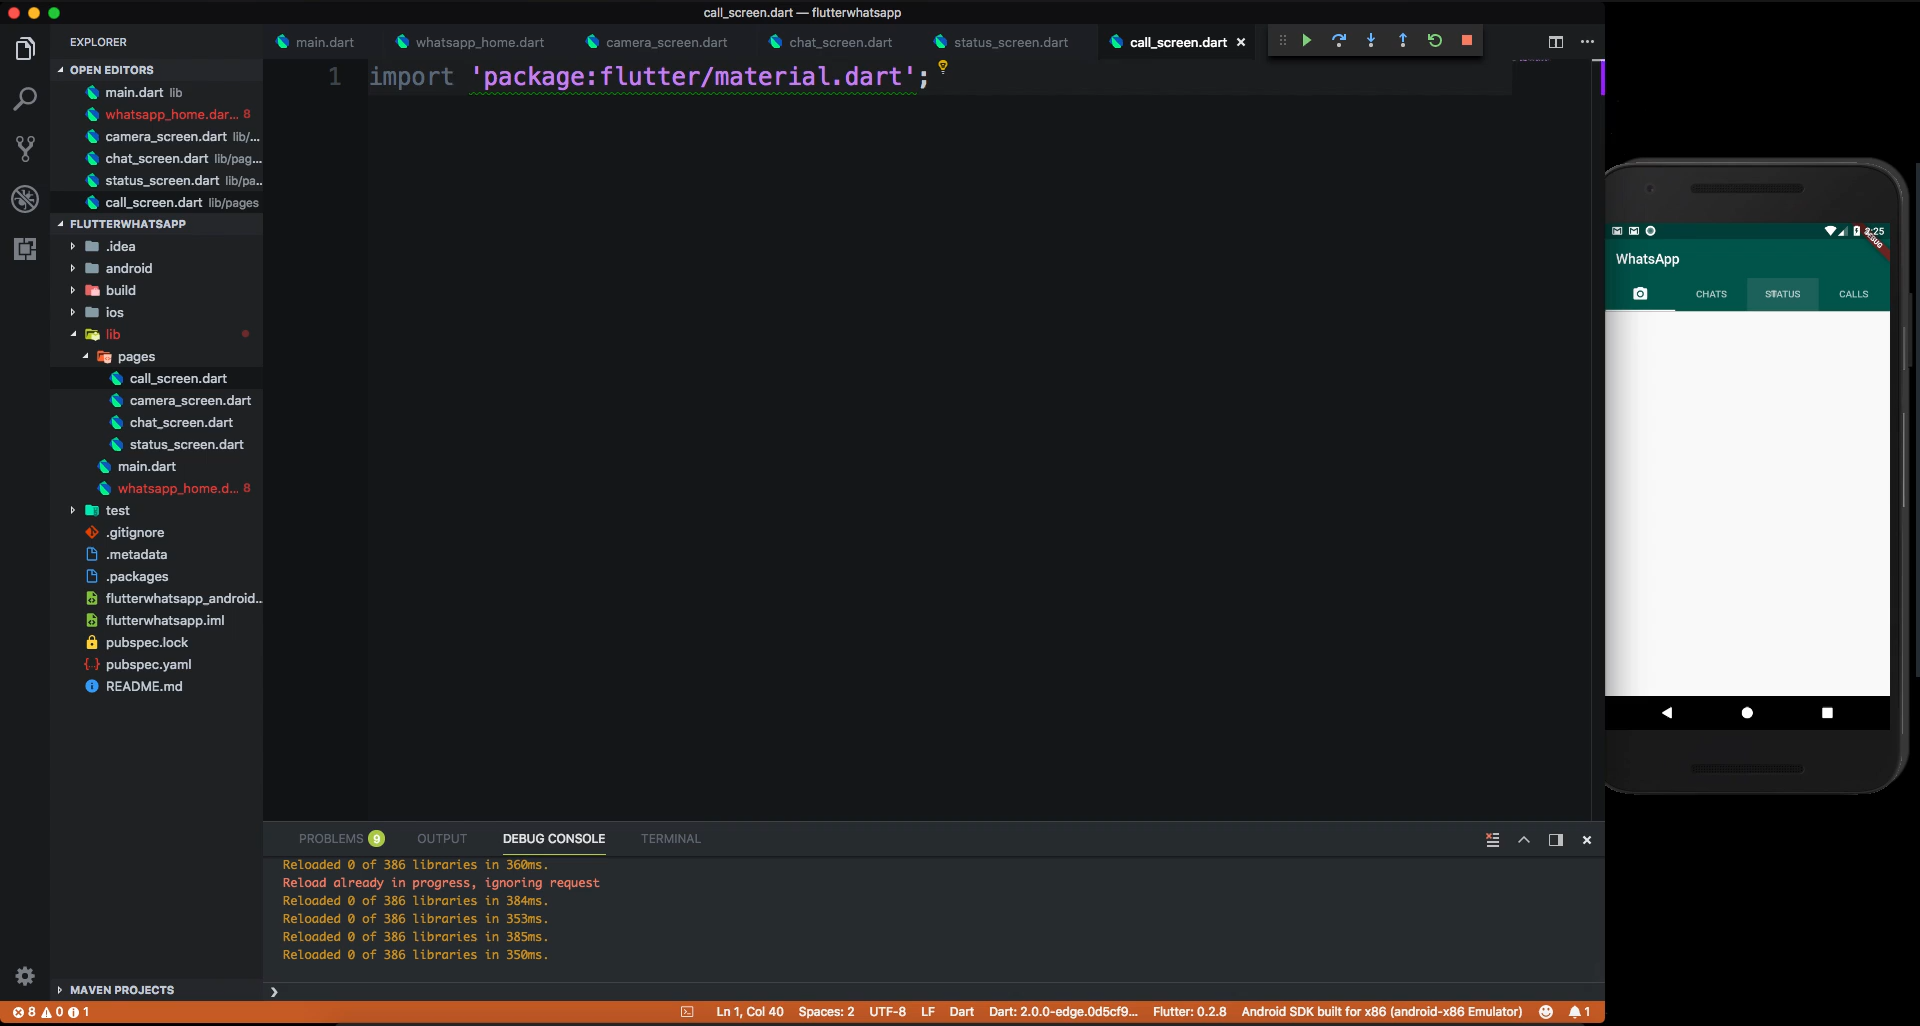 call_screen.dart — flutterwhatsapp
EXPLORER
main.dart
whatsapp_home.dart
camera_screen.dart
chat_screen.dart
status_screen.dart
call_screen.dart
OPEN EDITORS
main.dart lib
whatsapp_home.dar... 8
camera_screen.dart lib/...
chat_screen.dart lib/pag...
status_screen.dart lib/pa...
call_screen.dart lib/pages
FLUTTERWHATSAPP
.idea
android
build
ios
lib
pages
call_screen.dart
camera_screen.dart
chat_screen.dart
status_screen.dart
main.dart
whatsapp_home.d... 8
test
.gitignore
.metadata
.packages
flutterwhatsapp_android...
flutterwhatsapp.iml
pubspec.lock
pubspec.yaml
README.md
MAVEN PROJECTS
1 import 'package:flutter/material.dart';
PROBLEMS 9 OUTPUT DEBUG CONSOLE TERMINAL
Reloaded 0 of 386 libraries in 360ms.
Reload already in progress, ignoring request
Reloaded 0 of 386 libraries in 384ms.
Reloaded 0 of 386 libraries in 353ms.
Reloaded 0 of 386 libraries in 385ms.
Reloaded 0 of 386 libraries in 350ms.
8 0 1
Ln 1, Col 40 Spaces: 2 UTF-8 LF Dart Dart: 2.0.0-edge.0d5cf9... Flutter: 0.2.8 Android SDK built for x86 (android-x86 Emulator) 1
DEBUG
WhatsApp
CHATS STATUS CALLS